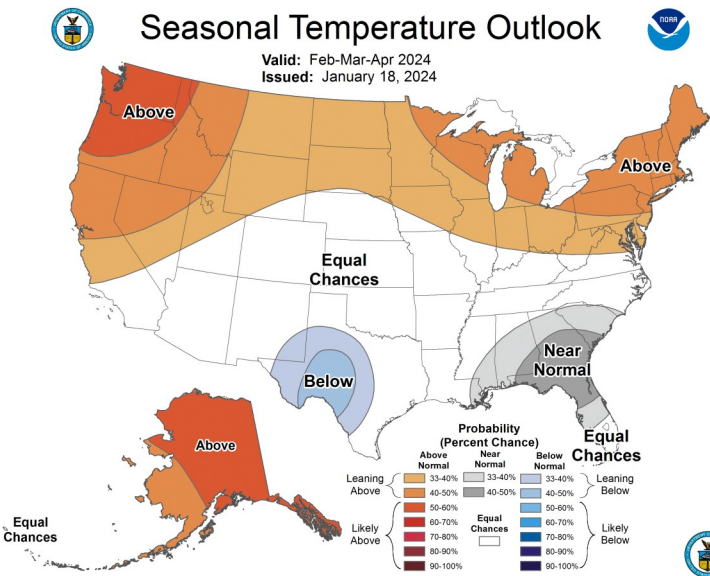 Seasonal Temperature Outlook
NOAA
Valid: Feb-Mar-Apr 2024
Issued: January 18, 2024
Above
Above
Equal
Chances
Near
Normal
Below
Above
Equal
Chances
Equal
Chances
Probability
(Percent Chance)
Above
Normal
Near
Normal
Below
Normal
Leaning
Above
33-40%
33-40%
33-40%
Leaning
Below
40-50%
40-50%
40-50%
Likely
Above
50-60%
Equal
Chances
50-60%
Likely
Below
60-70%
60-70%
70-80%
70-80%
80-90%
80-90%
90-100%
90-100%